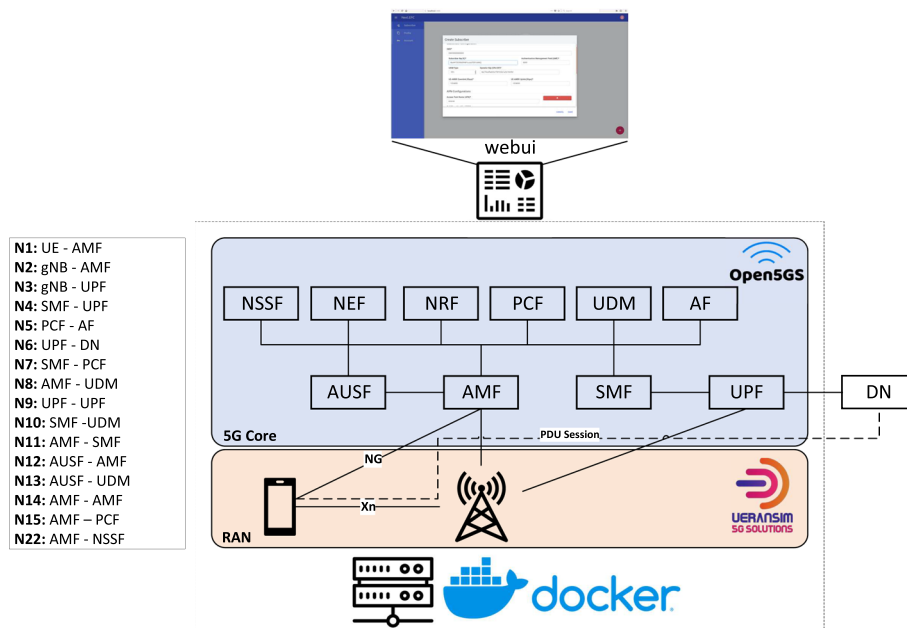 Create Subscriber
webui
N1: UE - AMF
N2: gNB - AMF
N3: gNB - UPF
N4: SMF - UPF
N5: PCF - AF
N6: UPF - DN
N7: SMF - PCF
N8: AMF - UDM
N9: UPF - UPF
N10: SMF -UDM
N11: AMF - SMF
N12: AUSF - AMF
N13: AUSF - UDM
N14: AMF - AMF
N15: AMF – PCF
N22: AMF - NSSF
Open5GS
NSSF NEF NRF PCF UDM AF
AUSF AMF SMF UPF DN
5G Core
PDU Session
NG
Xn
RAN
UERANSIM
5G SOLUTIONS
docker